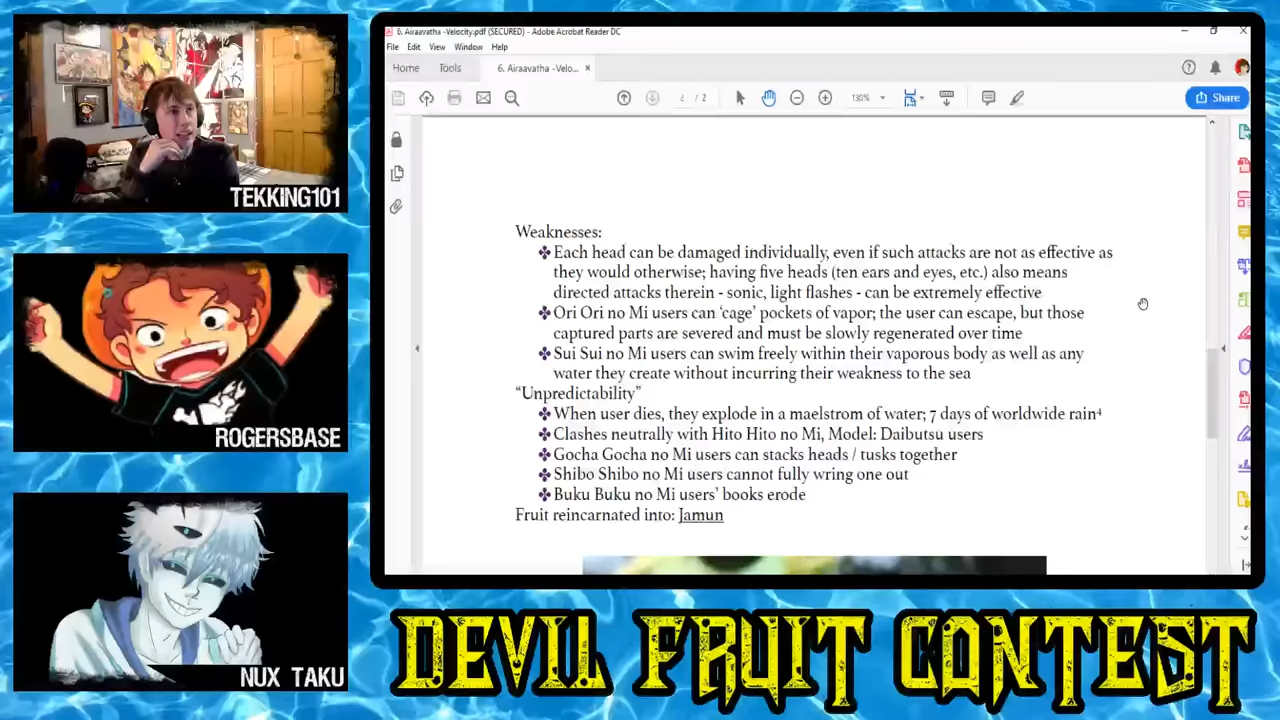 TEKKING101
ROGERSBASE
NUX TAKU
6. Airaavatha -Velocity.pdf (SECURED) - Adobe Acrobat Reader DC
File Edit View Window Help
Home Tools 6. Airaavatha -Velo... ×
2 / 2 130% Share
Weaknesses:
❖Each head can be damaged individually, even if such attacks are not as effective as
they would otherwise; having five heads (ten ears and eyes, etc.) also means
directed attacks therein - sonic, light flashes - can be extremely effective
❖Ori Ori no Mi users can ‘cage’ pockets of vapor; the user can escape, but those
captured parts are severed and must be slowly regenerated over time
❖Sui Sui no Mi users can swim freely within their vaporous body as well as any
water they create without incurring their weakness to the sea
“Unpredictability”
❖When user dies, they explode in a maelstrom of water; 7 days of worldwide rain⁴
❖Clashes neutrally with Hito Hito no Mi, Model: Daibutsu users
❖Gocha Gocha no Mi users can stacks heads / tusks together
❖Shibo Shibo no Mi users cannot fully wring one out
❖Buku Buku no Mi users’ books erode
Fruit reincarnated into: Jamun
DEVIL FRUIT CONTEST